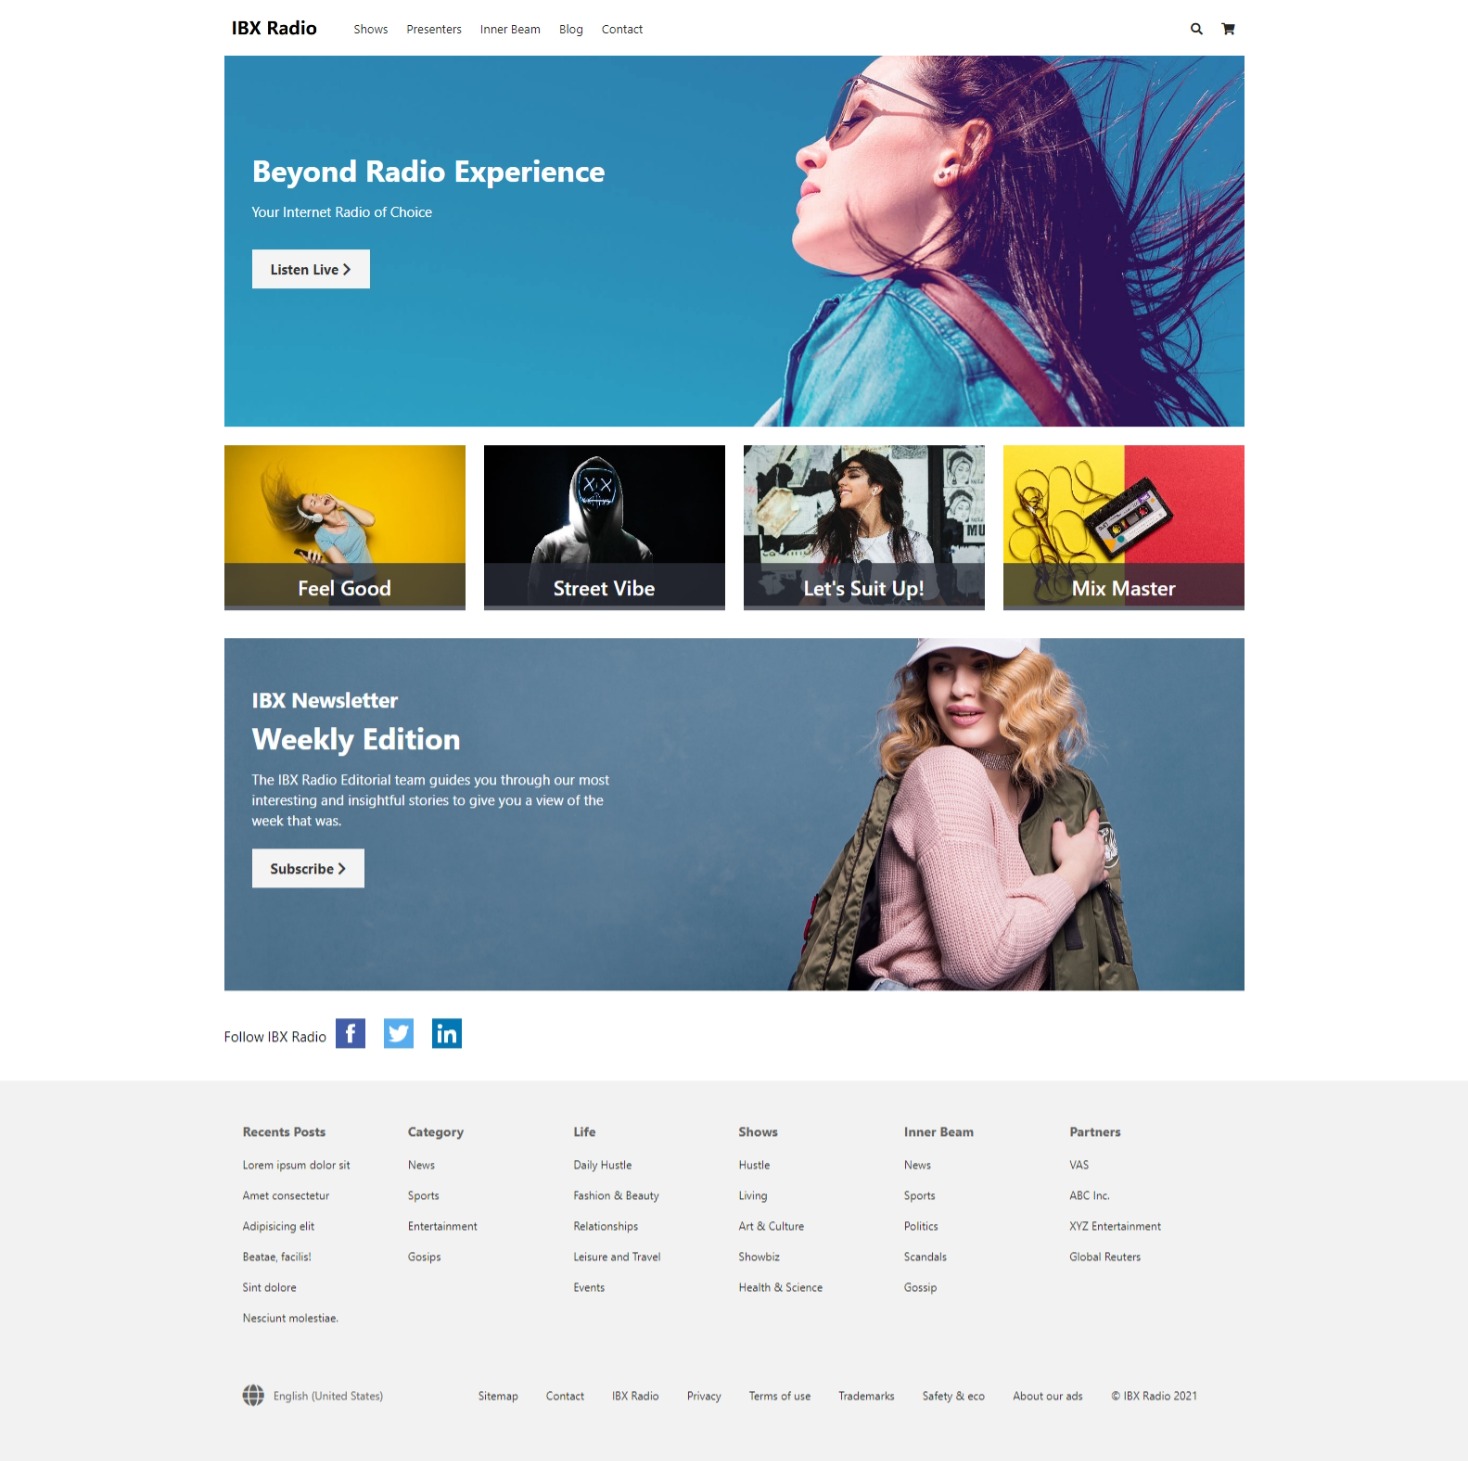 IBX Radio
Shows Presenters Inner Beam Blog Contact
Beyond Radio Experience
Your Internet Radio of Choice
Listen Live
Feel Good
Street Vibe
Let's Suit Up!
Mix Master
IBX Newsletter
Weekly Edition
The IBX Radio Editorial team guides you through our most
interesting and insightful stories to give you a view of the
week that was.
Subscribe
Follow IBX Radio
Recents Posts
Lorem ipsum dolor sit
Amet consectetur
Adipisicing elit
Beatae, facilis!
Sint dolore
Nesciunt molestiae.
Category
News
Sports
Entertainment
Gosips
Life
Daily Hustle
Fashion & Beauty
Relationships
Leisure and Travel
Events
Shows
Hustle
Living
Art & Culture
Showbiz
Health & Science
Inner Beam
News
Sports
Politics
Scandals
Gossip
Partners
VAS
ABC Inc.
XYZ Entertainment
Global Reuters
English (United States)
Sitemap Contact IBX Radio Privacy Terms of use Trademarks Safety & eco About our ads © IBX Radio 2021